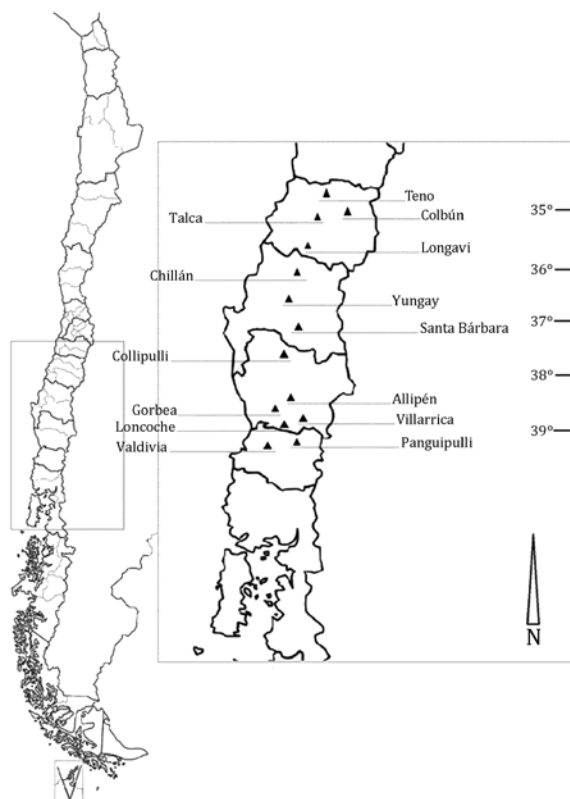 Teno
35º
Talca
Colbún
Longavi
Chillán
36º
Yungay
37º
Santa Bárbara
Collipulli
38º
Allipén
Gorbea
Villarrica
Loncoche
39º
Valdivia
Panguipulli
N